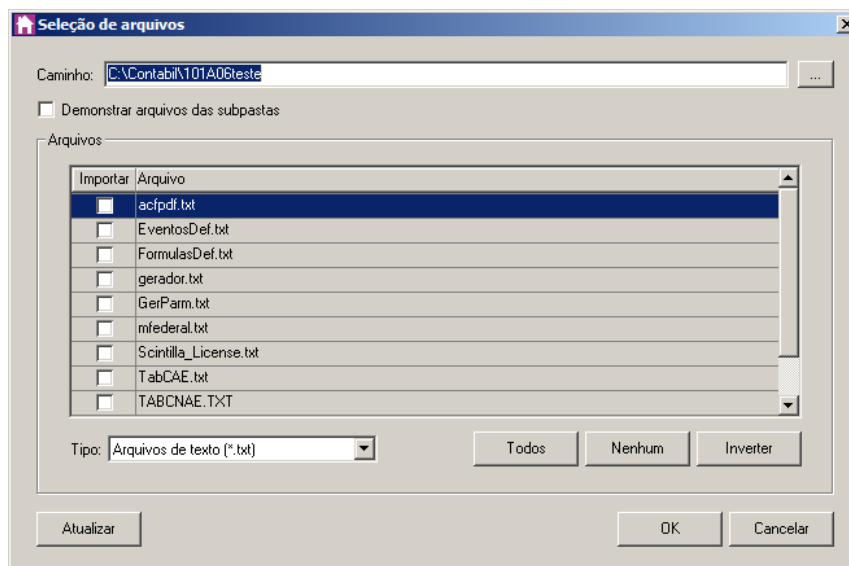 Seleção de arquivos
Caminho: C:\Contabil\101A06teste ...
Demonstrar arquivos das subpastas
Arquivos
Importar Arquivo
acfpdf.txt
EventosDef.txt
FormulasDef.txt
gerador.txt
GerParm.txt
mfederal.txt
Scintilla_License.txt
TabCAE.txt
TABCNAE.TXT
Tipo: Arquivos de texto (*.txt) Todos Nenhum Inverter
Atualizar OK Cancelar